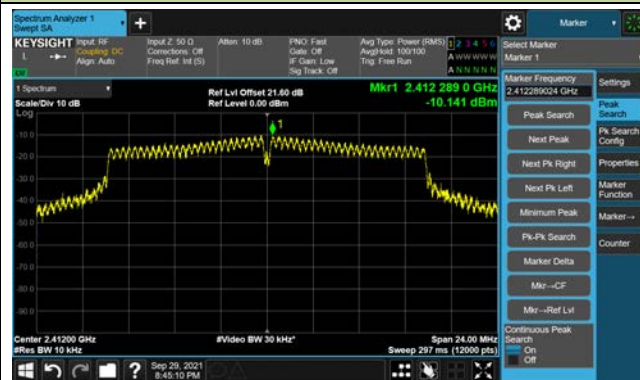 Spectrum Analyzer 1
Swept SA
+
Marker
KEYSIGHT
Input: RF
Coupling: DC
Align: Auto
Input Z: 50 Ω
Corrections: Off
Freq Ref: Int (S)
Atten: 10 dB
PNO: Fast
Gate: Off
IF Gain: Low
Sig Track: Off
Avg Type: Power (RMS)
Avg|Hold: 100/100
Trig: Free Run
1 2 3 4 5 6
A W W W W W
A N N N N N
L
Select Marker
Marker 1
Marker Frequency
2.412289024 GHz
Settings
Peak Search
Peak
Search
Next Peak
Pk Search
Config
Next Pk Right
Properties
Next Pk Left
Marker
Function
Minimum Peak
Marker→
Pk-Pk Search
Counter
Marker Delta
Mkr→CF
Mkr→Ref Lvl
Continuous Peak
Search
On
Off
1 Spectrum
Scale/Div 10 dB
Log
Ref Lvl Offset 21.60 dB
Ref Level 0.00 dBm
Mkr1 2.412 289 0 GHz
-10.141 dBm
1
-10.0
-20.0
-30.0
-40.0
-50.0
-60.0
-70.0
-80.0
-90.0
Center 2.41200 GHz
#Res BW 10 kHz
#Video BW 30 kHz*
Span 24.00 MHz
Sweep 297 ms (12000 pts)
?
Sep 29, 2021
8:45:10 PM